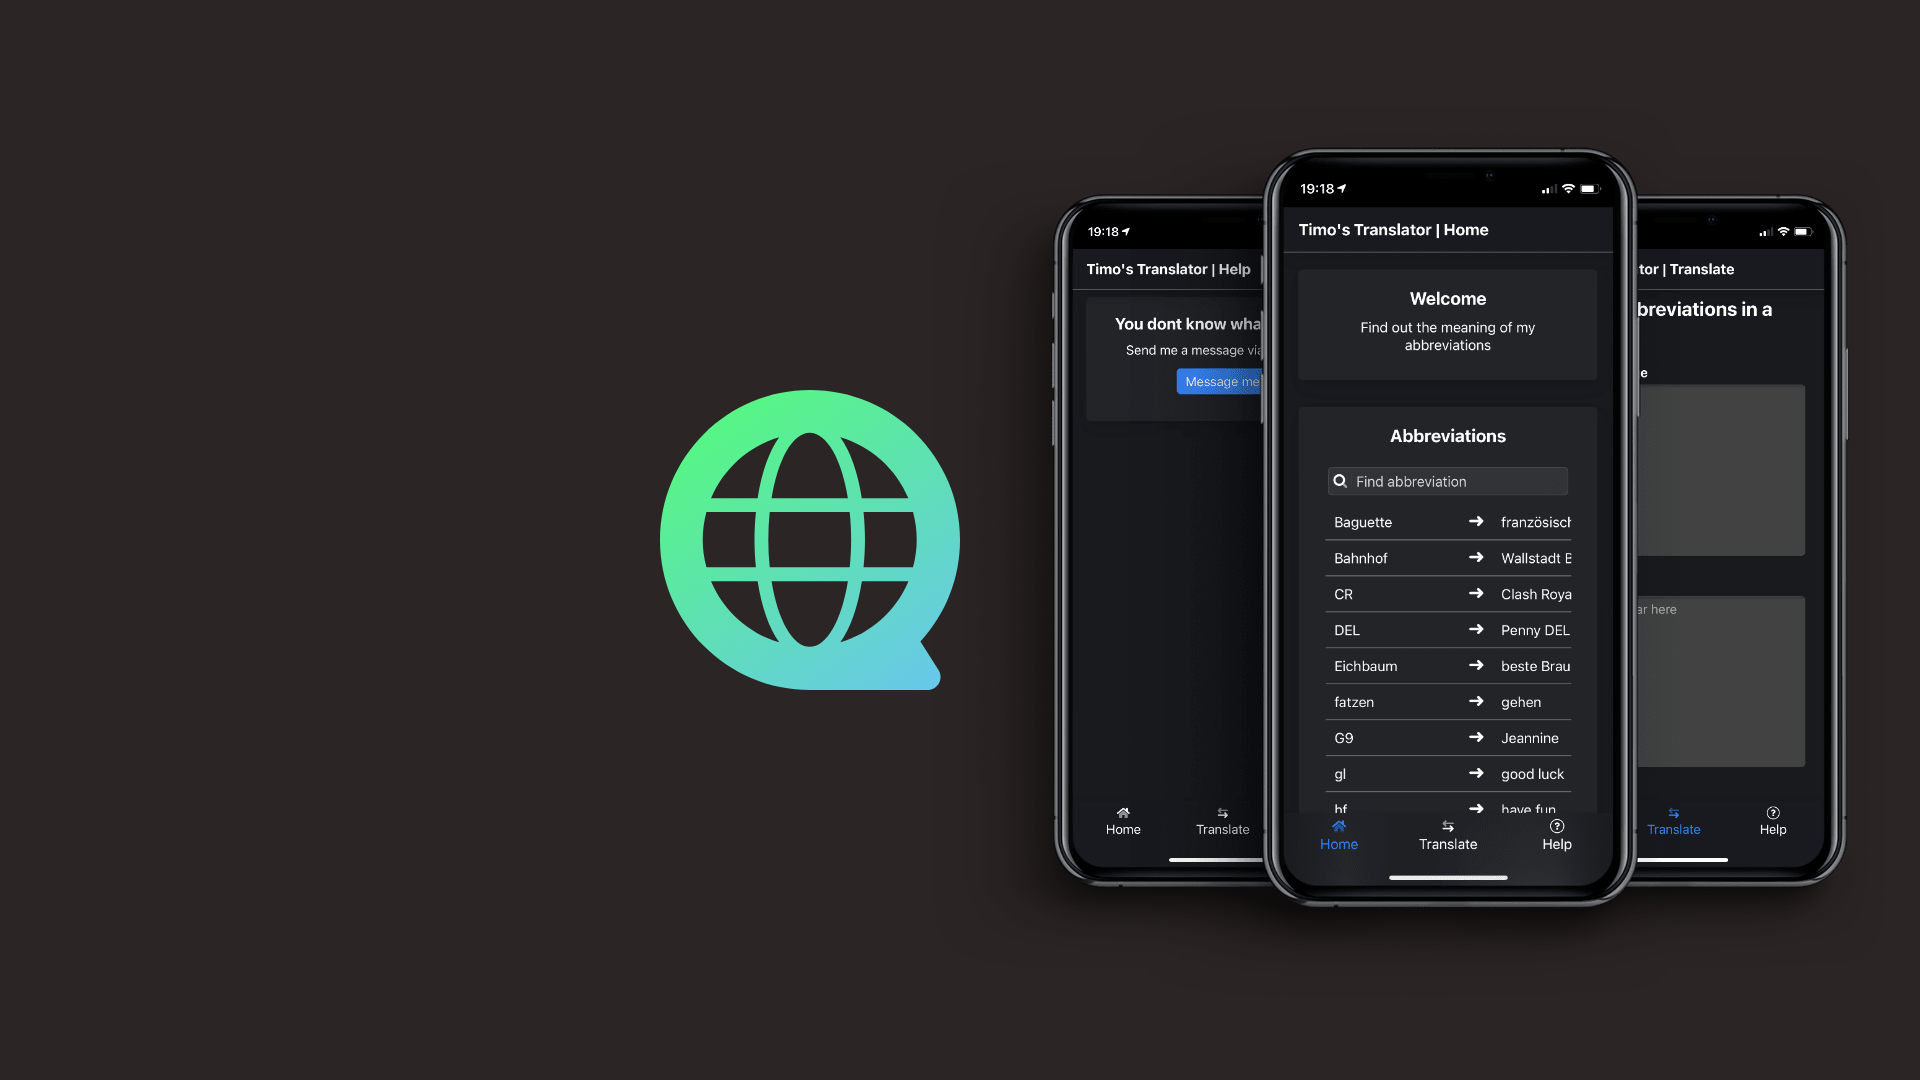 19:18
Timo's Translator | Help
You dont know wha
Send me a message via
Message me
Home
Translate
19:18
Timo's Translator | Home
Welcome
Find out the meaning of my
abbreviations
Abbreviations
Find abbreviation
Baguette → französisch
Bahnhof → Wallstadt B
CR → Clash Roya
DEL → Penny DEL
Eichbaum → beste Brau
fatzen → gehen
G9 → Jeannine
gl → good luck
hf → have fun
Home
Translate
Help
tor | Translate
breviations in a
e
ar here
Translate
Help